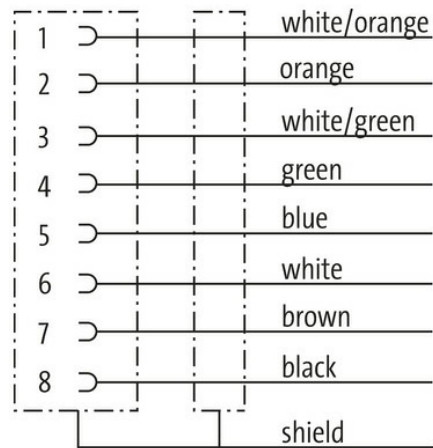 1 white/orange
2 orange
3 white/green
4 green
5 blue
6 white
7 brown
8 black
shield